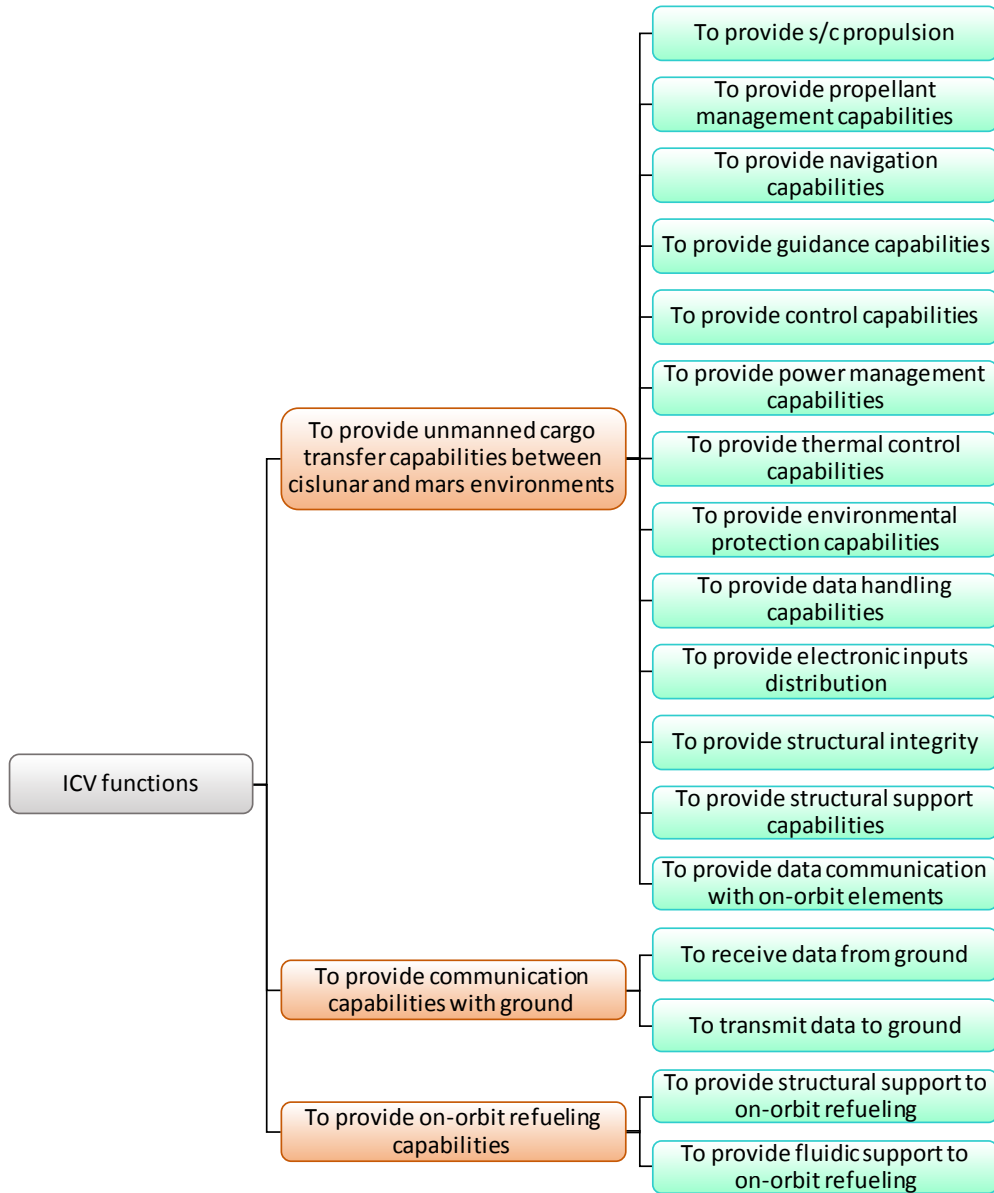 To provide s/c propulsion
To provide propellant
management capabilities
To provide navigation
capabilities
To provide guidance capabilities
To provide control capabilities
To provide power management
capabilities
To provide unmanned cargo
transfer capabilities between
cislunar and mars environments
To provide thermal control
capabilities
To provide environmental
protection capabilities
To provide data handling
capabilities
To provide electronic inputs
distribution
To provide structural integrity
ICV functions
To provide structural support
capabilities
To provide data communication
with on-orbit elements
To provide communication
capabilities with ground
To receive data from ground
To transmit data to ground
To provide on-orbit refueling
capabilities
To provide structural support to
on-orbit refueling
To provide fluidic support to
on-orbit refueling